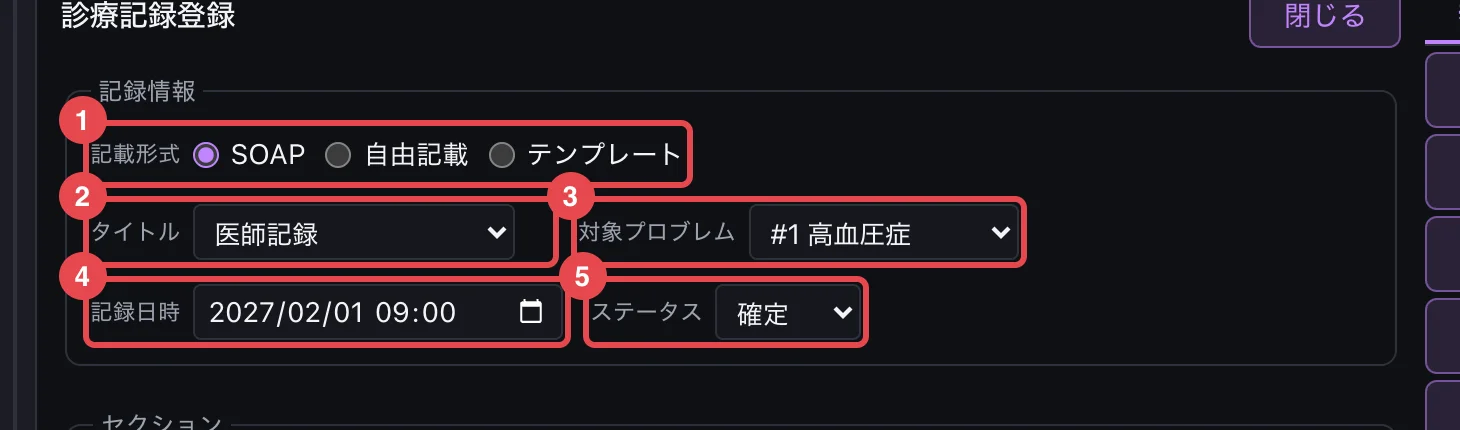 診療記録登録
閉じる
記録情報
1
記載形式 SOAP 自由記載 テンプレート
2 3
タイトル 医師記録 対象プロブレム #1 高血圧症
4 5
記録日時 2027/02/01 09:00 ステータス 確定
セクション